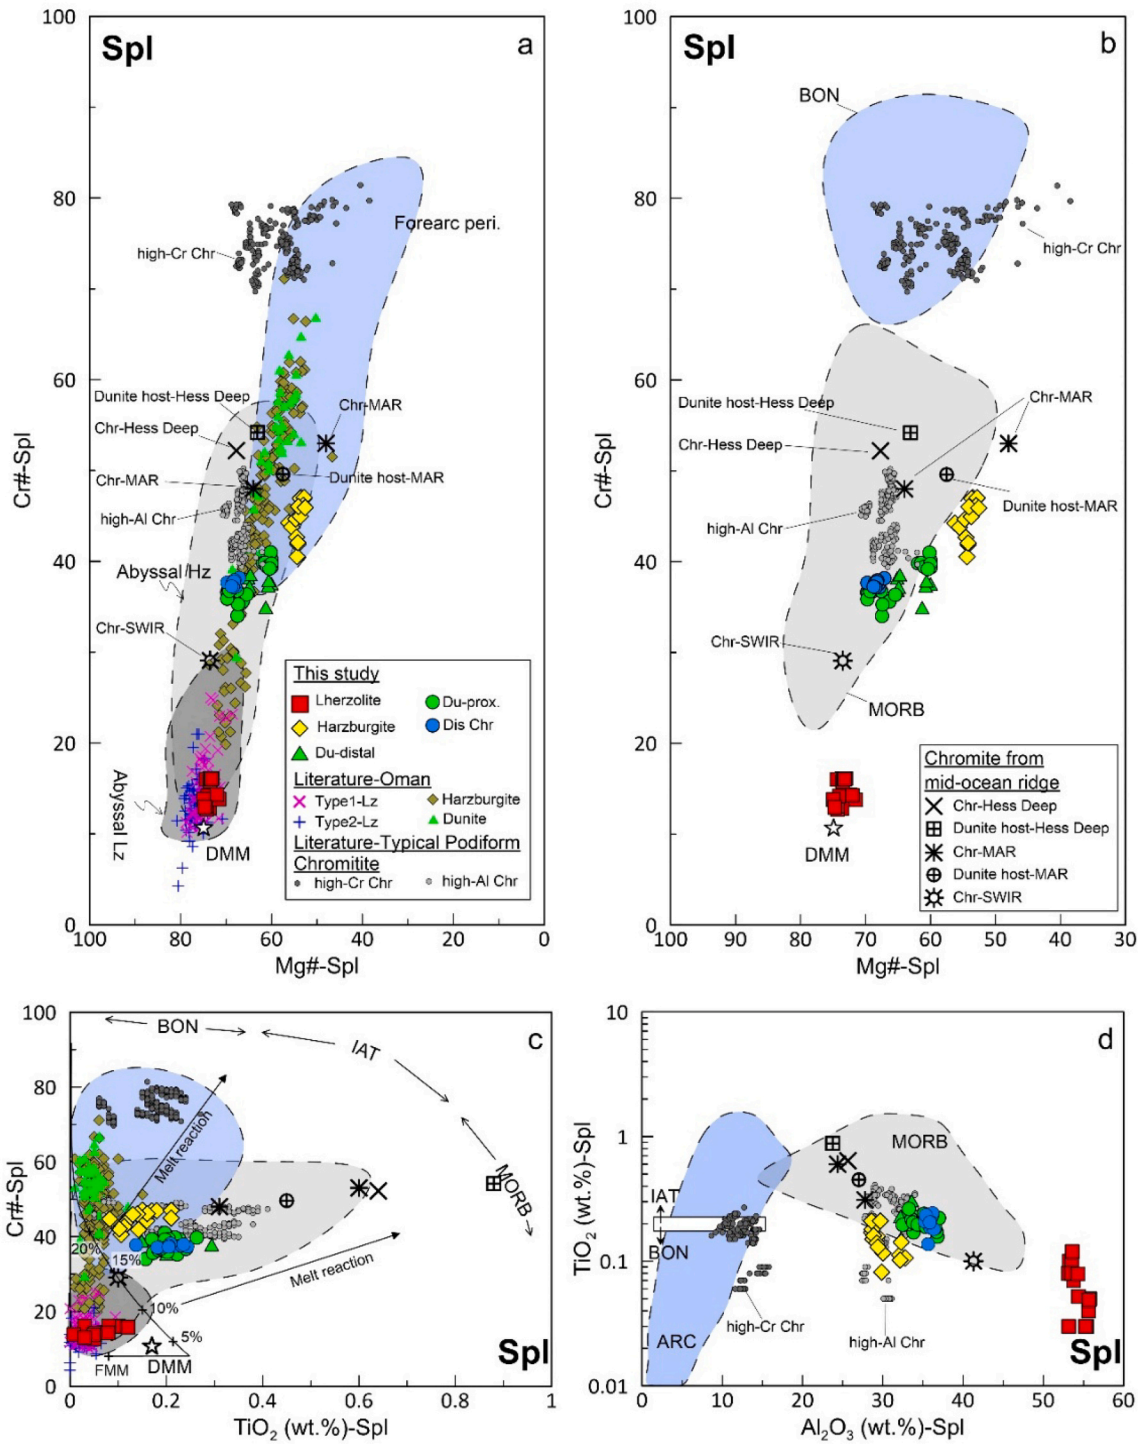 Spl
a
100
80
60
40
20
0
Cr#-Spl
Forearc peri.
high-Cr Chr
Dunite host-Hess Deep
Chr-Hess Deep
Chr-MAR
Chr-MAR
Dunite host-MAR
high-Al Chr
Abyssal Hz
Chr-SWIR
Abyssal Lz
DMM
This study
Lherzolite
Du-prox.
Harzburgite
Dis Chr
Du-distal
Literature-Oman
Type1-Lz
Harzburgite
Type2-Lz
Dunite
Literature-Typical Podiform
Chromitite
high-Cr Chr
high-Al Chr
100 80 60 40 20 0
Mg#-Spl
Spl
b
100
80
60
40
20
0
Cr#-Spl
BON
high-Cr Chr
Dunite host-Hess Deep
Chr-MAR
Chr-Hess Deep
high-Al Chr
Dunite host-MAR
Chr-SWIR
MORB
DMM
Chromite from
mid-ocean ridge
Chr-Hess Deep
Dunite host-Hess Deep
Chr-MAR
Dunite host-MAR
Chr-SWIR
100 90 80 70 60 50 40 30
Mg#-Spl
c
100
80
60
40
20
0
Cr#-Spl
BON
IAT
MORB
Melt reaction
Melt reaction
20%
15%
10%
5%
FMM
DMM
Spl
0 0.2 0.4 0.6 0.8 1
TiO₂ (wt.%)-Spl
d
10
1
0.1
0.01
TiO₂ (wt.%)-Spl
MORB
IAT
BON
high-Cr Chr
high-Al Chr
ARC
Spl
0 10 20 30 40 50 60
Al₂O₃ (wt.%)-Spl